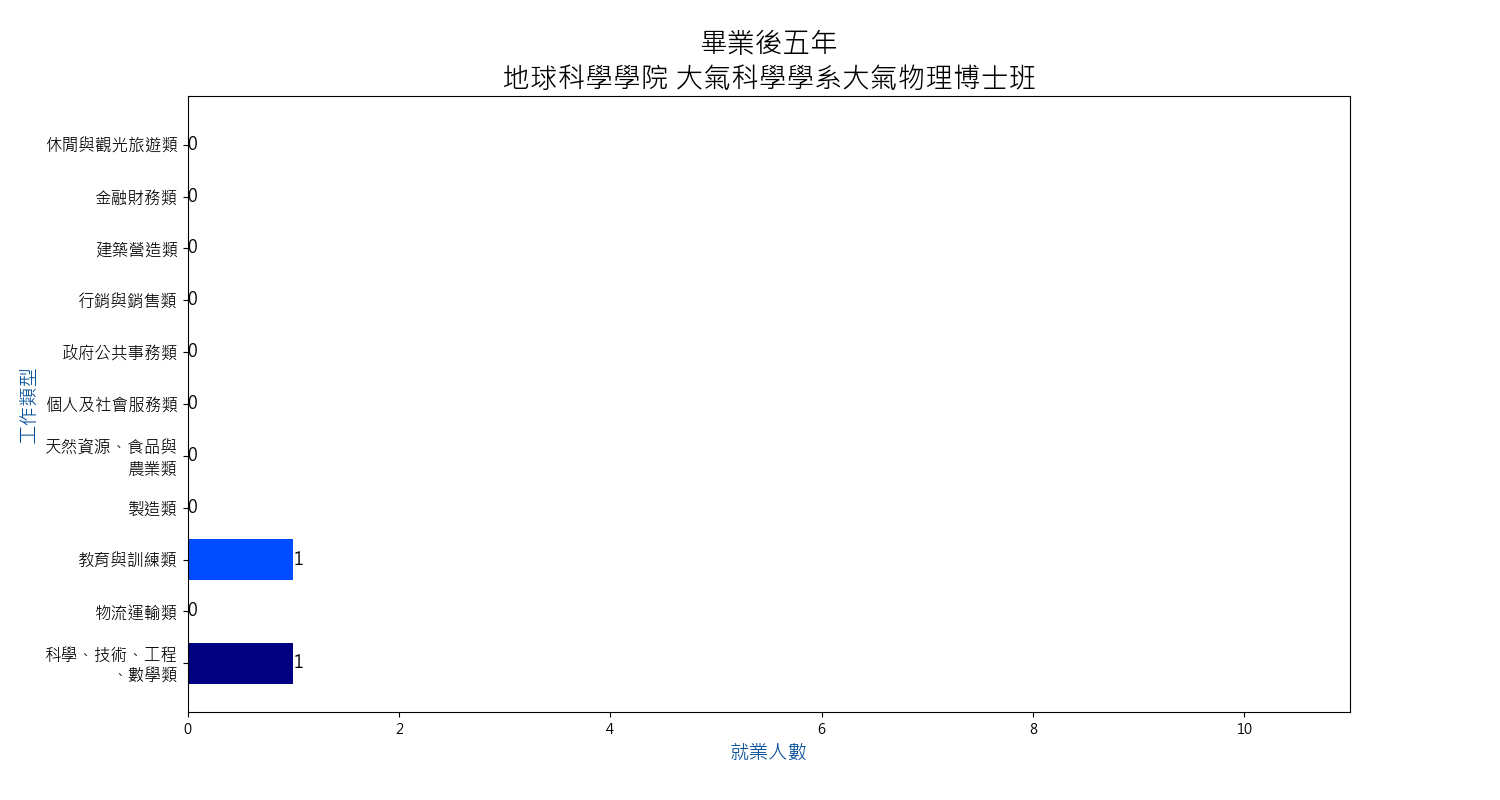 畢業後五年
地球科學學院 大氣科學學系大氣物理博士班
工作類型
休閒與觀光旅遊類 0
金融財務類 0
建築營造類 0
行銷與銷售類 0
政府公共事務類 0
個人及社會服務類 0
天然資源、食品與
農業類 0
製造類 0
教育與訓練類 1
物流運輸類 0
科學、技術、工程
、數學類 1
0 2 4 6 8 10
就業人數